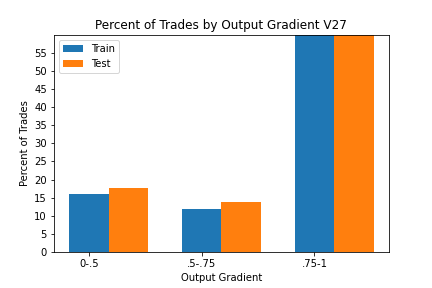 Percent of Trades by Output Gradient V27
Train
Test
Percent of Trades
55
50
45
40
35
30
25
20
15
10
5
0
0-.5 .5-.75 .75-1
Output Gradient